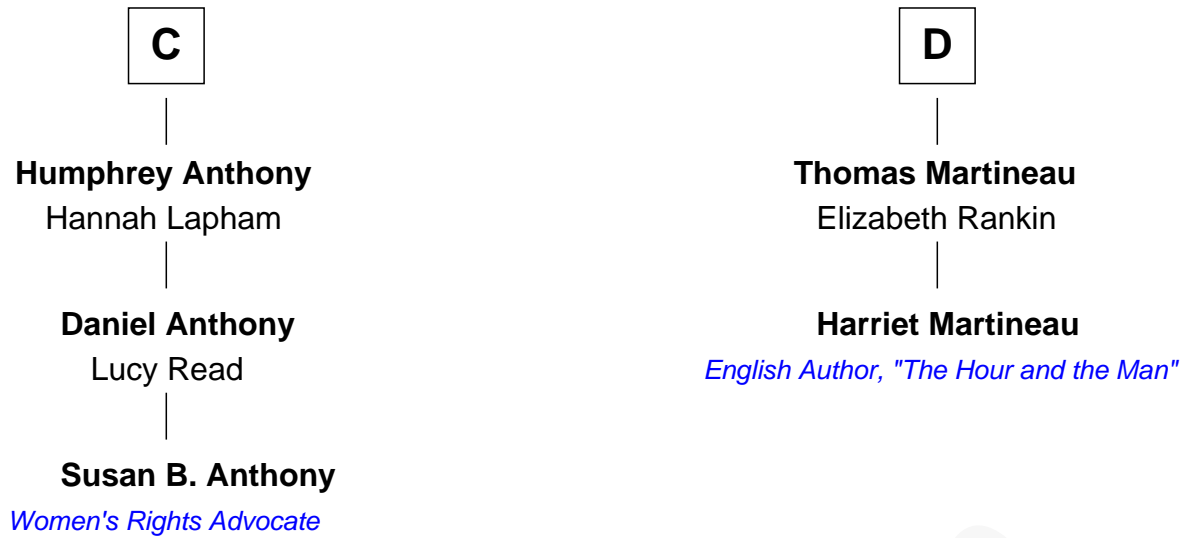 C
Humphrey Anthony
Hannah Lapham
Daniel Anthony
Lucy Read
Susan B. Anthony
Women's Rights Advocate
D
Thomas Martineau
Elizabeth Rankin
Harriet Martineau
English Author, "The Hour and the Man"